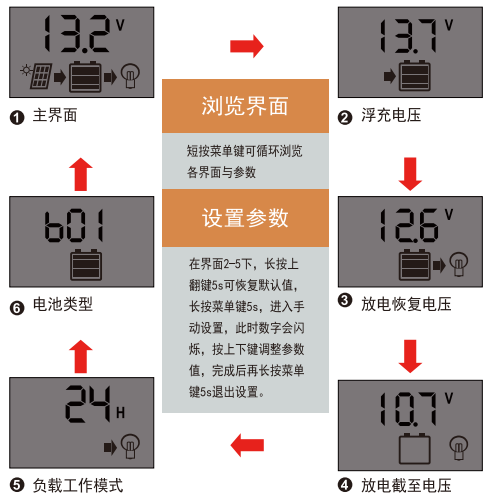 13.2 V
❶ 主界面
13.7 V
❷ 浮充电压
浏览界面
短按菜单键可循环浏览
各界面与参数
设置参数
在界面2-5下，长按上
翻键5s可恢复默认值，
长按菜单键5s，进入手
动设置，此时数字会闪
烁，按上下键调整参数
值，完成后再长按菜单
键5s退出设置。
12.6 V
❸ 放电恢复电压
10.7 V
❹ 放电截至电压
24 H
❺ 负载工作模式
b01
❻ 电池类型